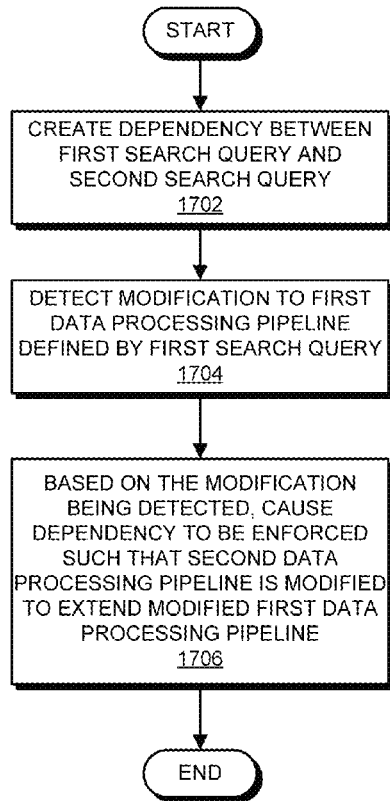 START
CREATE DEPENDENCY BETWEEN
FIRST SEARCH QUERY AND
SECOND SEARCH QUERY
1702
DETECT MODIFICATION TO FIRST
DATA PROCESSING PIPELINE
DEFINED BY FIRST SEARCH QUERY
1704
BASED ON THE MODIFICATION
BEING DETECTED, CAUSE
DEPENDENCY TO BE ENFORCED
SUCH THAT SECOND DATA
PROCESSING PIPELINE IS MODIFIED
TO EXTEND MODIFIED FIRST DATA
PROCESSING PIPELINE
1706
END